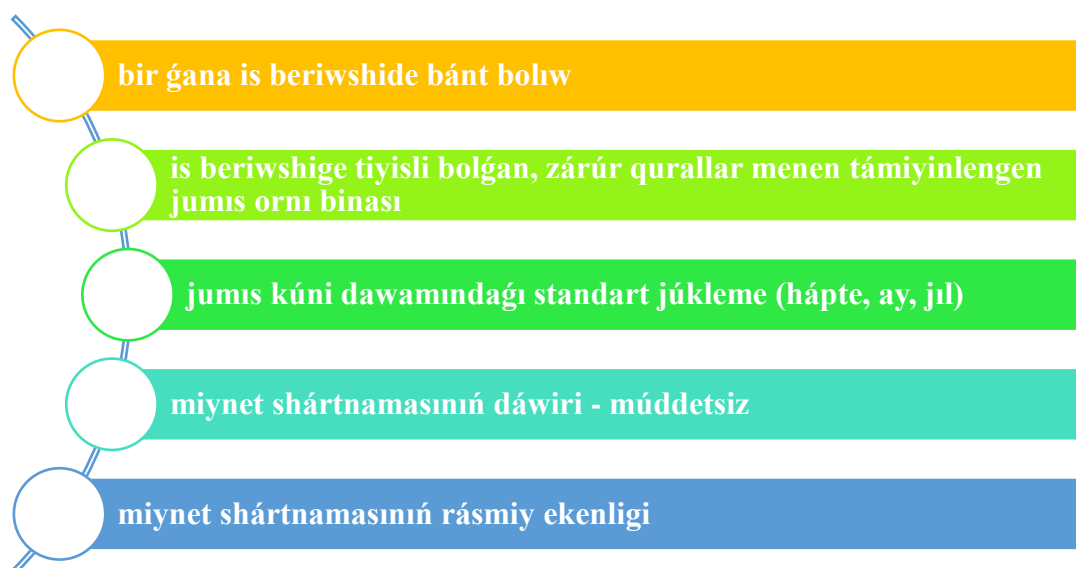 bir ǵana is beriwshide bánt bolıw
is beriwshige tiyisli bolǵan, zárúr qurallar menen támiyinlengen
jumıs ornı binası
jumıs kúni dawamındaǵı standart júkleme (hápte, ay, jıl)
miynet shártnamasınıń dáwiri - múddetsiz
miynet shártnamasınıń rásmiy ekenligi